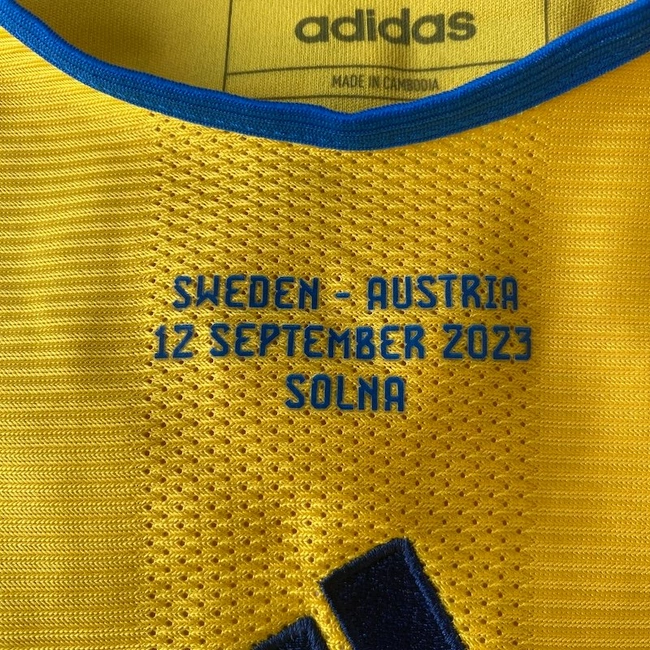 adidas
MADE IN CAMBODIA
SWEDEN - AUSTRIA
12 SEPTEMBER 2023
SOLNA